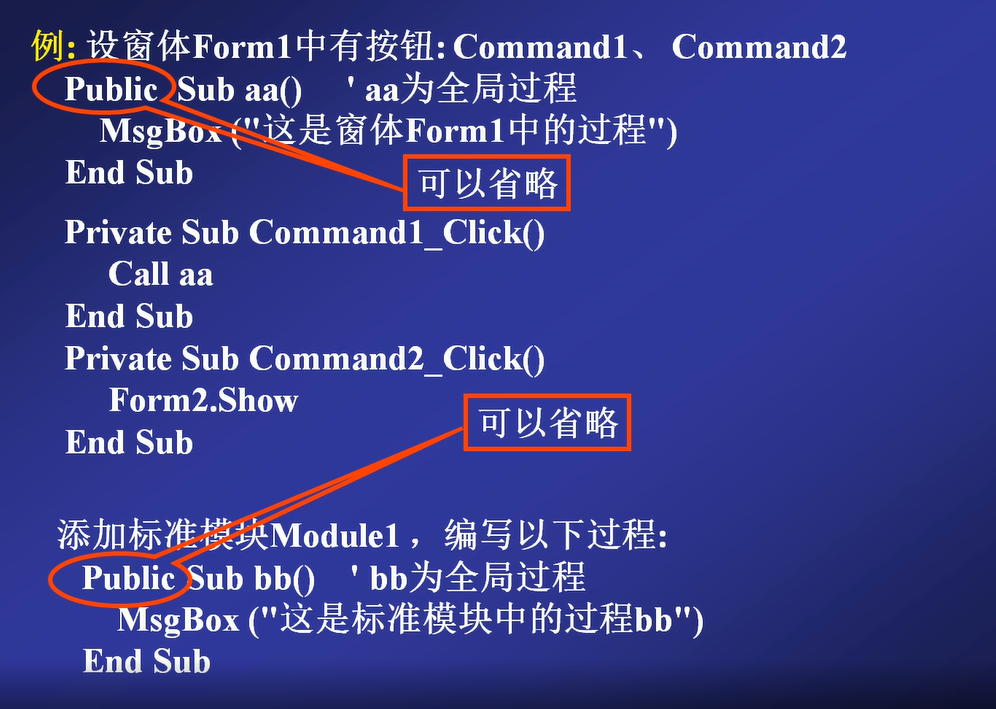 例: 设窗体Form1中有按钮: Command1、 Command2
Public Sub aa() ' aa为全局过程
MsgBox ("这是窗体Form1中的过程")
End Sub
可以省略
Private Sub Command1_Click()
Call aa
End Sub
Private Sub Command2_Click()
Form2.Show
End Sub
可以省略
添加标准模块Module1 ，编写以下过程:
Public Sub bb() ' bb为全局过程
MsgBox ("这是标准模块中的过程bb")
End Sub